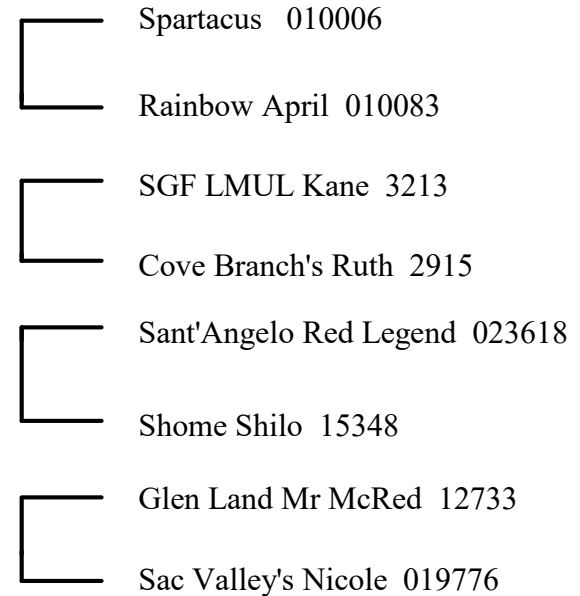 Spartacus 010006
Rainbow April 010083
SGF LMUL Kane 3213
Cove Branch's Ruth 2915
Sant'Angelo Red Legend 023618
Shome Shilo 15348
Glen Land Mr McRed 12733
Sac Valley's Nicole 019776